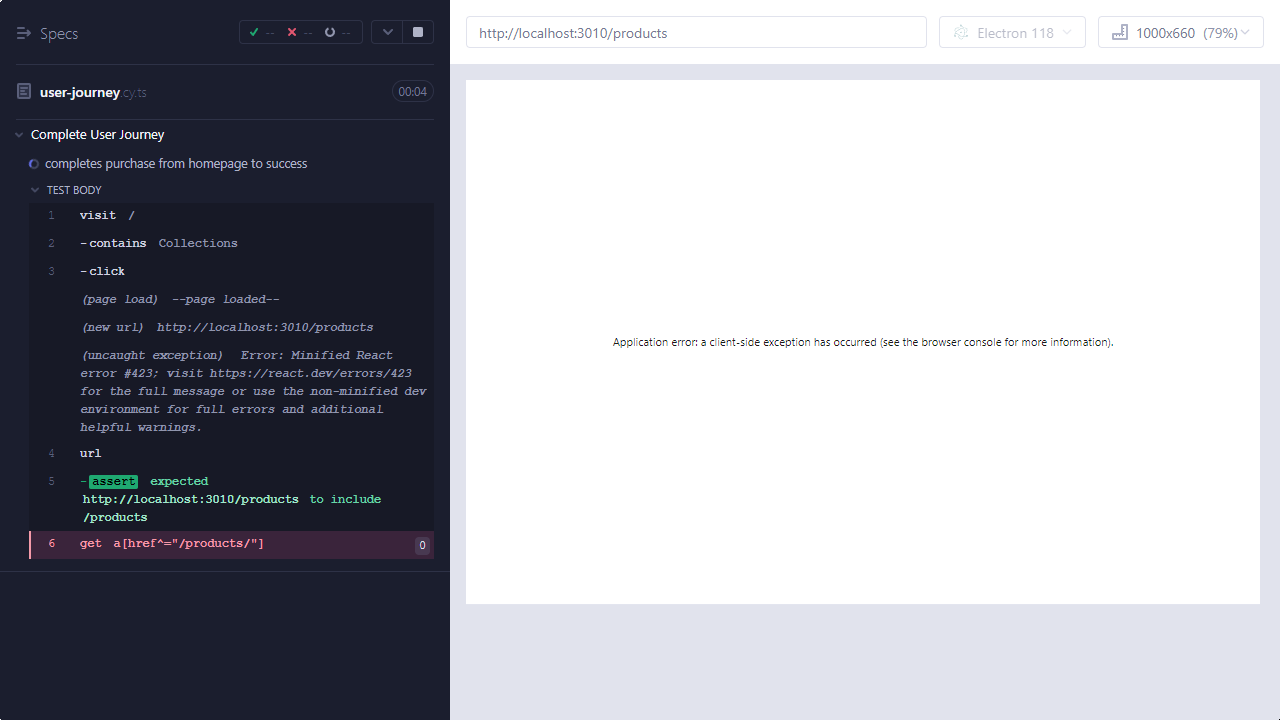 Specs
-- -- --
user-journey.cy.ts 00:04
Complete User Journey
completes purchase from homepage to success
TEST BODY
1 visit /
2 -contains Collections
3 -click
(page load) --page loaded--
(new url) http://localhost:3010/products
(uncaught exception) Error: Minified React
error #423; visit https://react.dev/errors/423
for the full message or use the non-minified dev
environment for full errors and additional
helpful warnings.
4 url
5 -assert expected
http://localhost:3010/products to include
/products
6 get a[href^="/products/"] 0
http://localhost:3010/products
Electron 118
1000x660 (79%)
Application error: a client-side exception has occurred (see the browser console for more information).